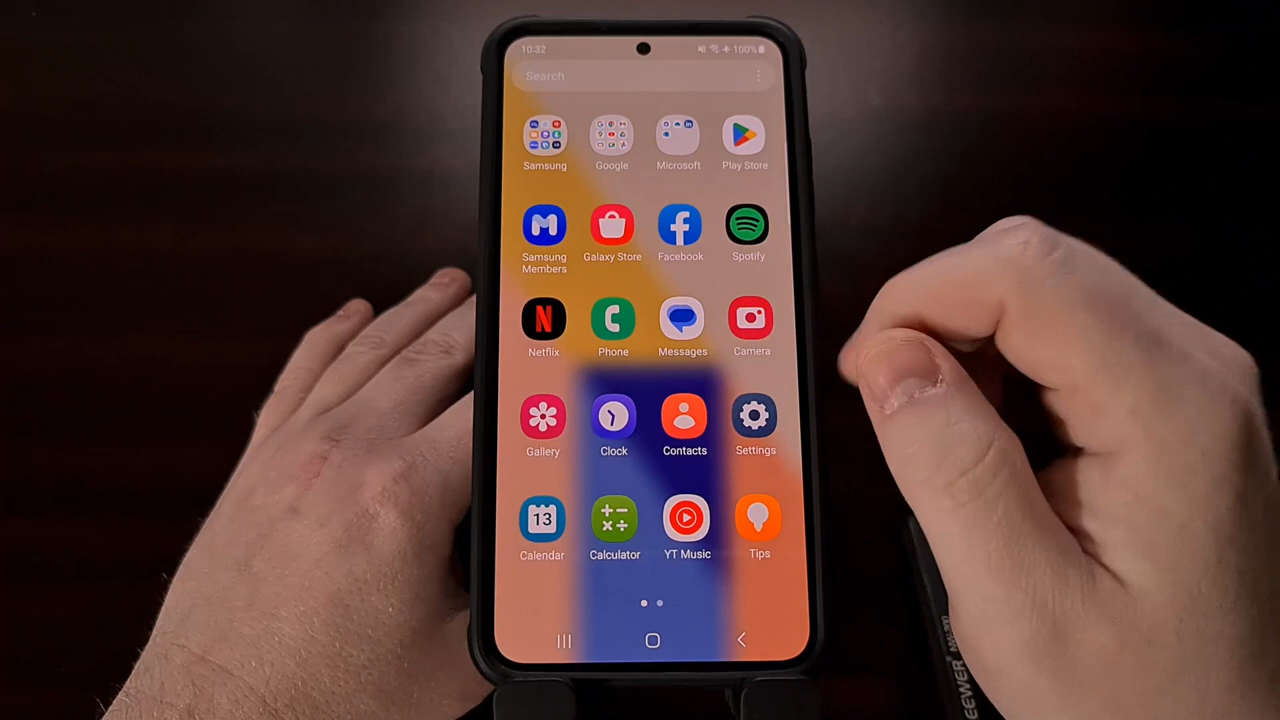 10:32
100%
Search
Samsung
Google
Microsoft
Play Store
Samsung
Members
Galaxy Store
Facebook
Spotify
Netflix
Phone
Messages
Camera
Gallery
Clock
Contacts
Settings
13
Calendar
Calculator
YT Music
Tips
EEWER